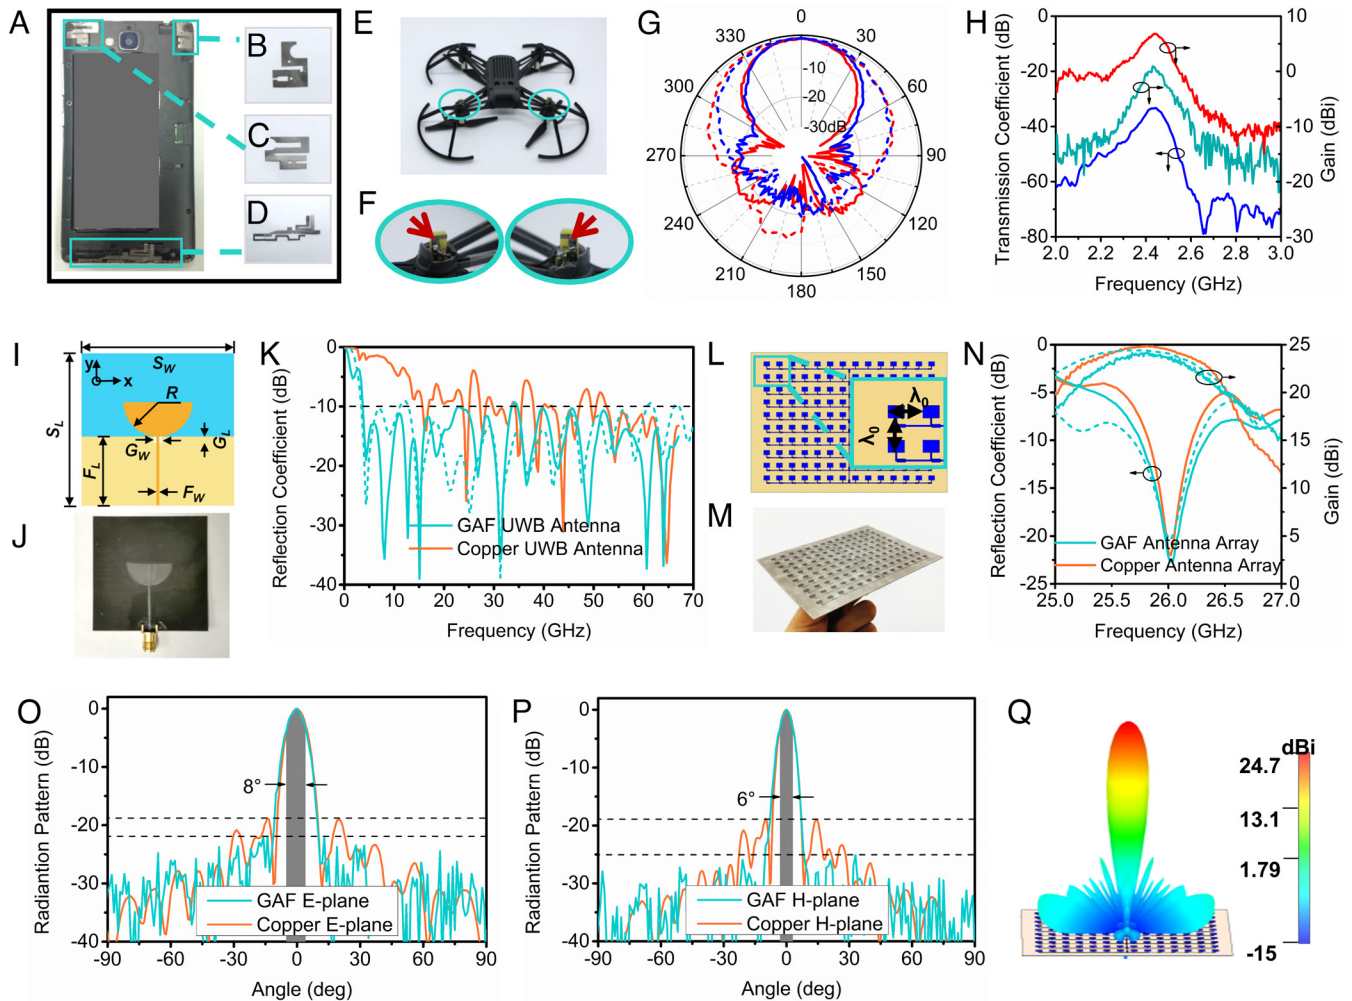 A
B
C
D
E
F
G
0
30
60
90
120
150
180
210
240
270
300
330
-10
-20
-30dB
H
Transmission Coefficient (dB)
0
-20
-40
-60
-80
10
0
-10
-20
-30
Gain (dBi)
2.0 2.2 2.4 2.6 2.8 3.0
Frequency (GHz)
I
y
x
S_W
R
S_L
G_W
G_L
F_L
F_W
J
K
Reflection Coefficient (dB)
0
-10
-20
-30
-40
GAF UWB Antenna
Copper UWB Antenna
0 10 20 30 40 50 60 70
Frequency (GHz)
L
λ0
λ0
M
N
Reflection Coefficient (dB)
0
-5
-10
-15
-20
-25
25
20
15
10
5
0
Gain (dBi)
GAF Antenna Array
Copper Antenna Array
25.0 25.5 26.0 26.5 27.0
Frequency (GHz)
O
Radiantion Pattern (dB)
0
-10
-20
-30
-40
8°
GAF E-plane
Copper E-plane
-90 -60 -30 0 30 60 90
Angle (deg)
P
Radiantion Pattern (dB)
0
-10
-20
-30
-40
6°
GAF H-plane
Copper H-plane
-90 -60 -30 0 30 60 90
Angle (deg)
Q
dBi
24.7
13.1
1.79
-15